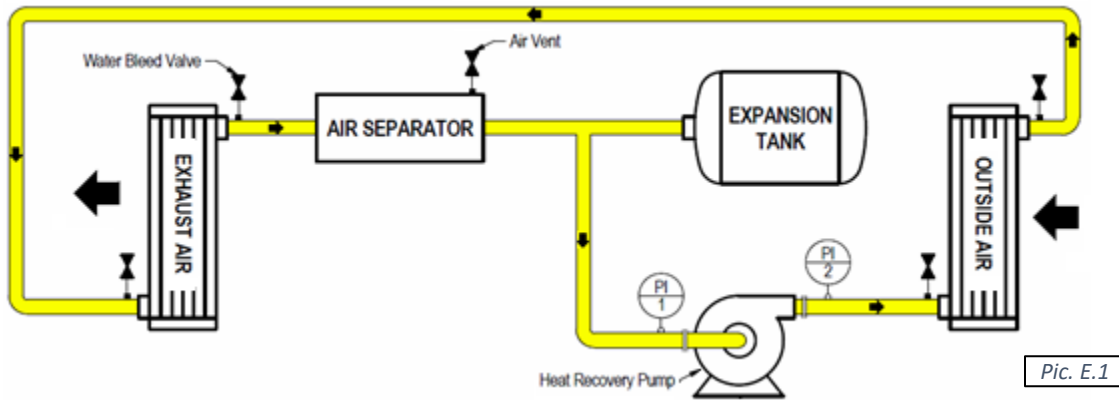 Water Bleed Valve
Air Vent
AIR SEPARATOR
EXPANSION
TANK
EXHAUST AIR
OUTSIDE AIR
PI
1
PI
2
Heat Recovery Pump
Pic. E.1